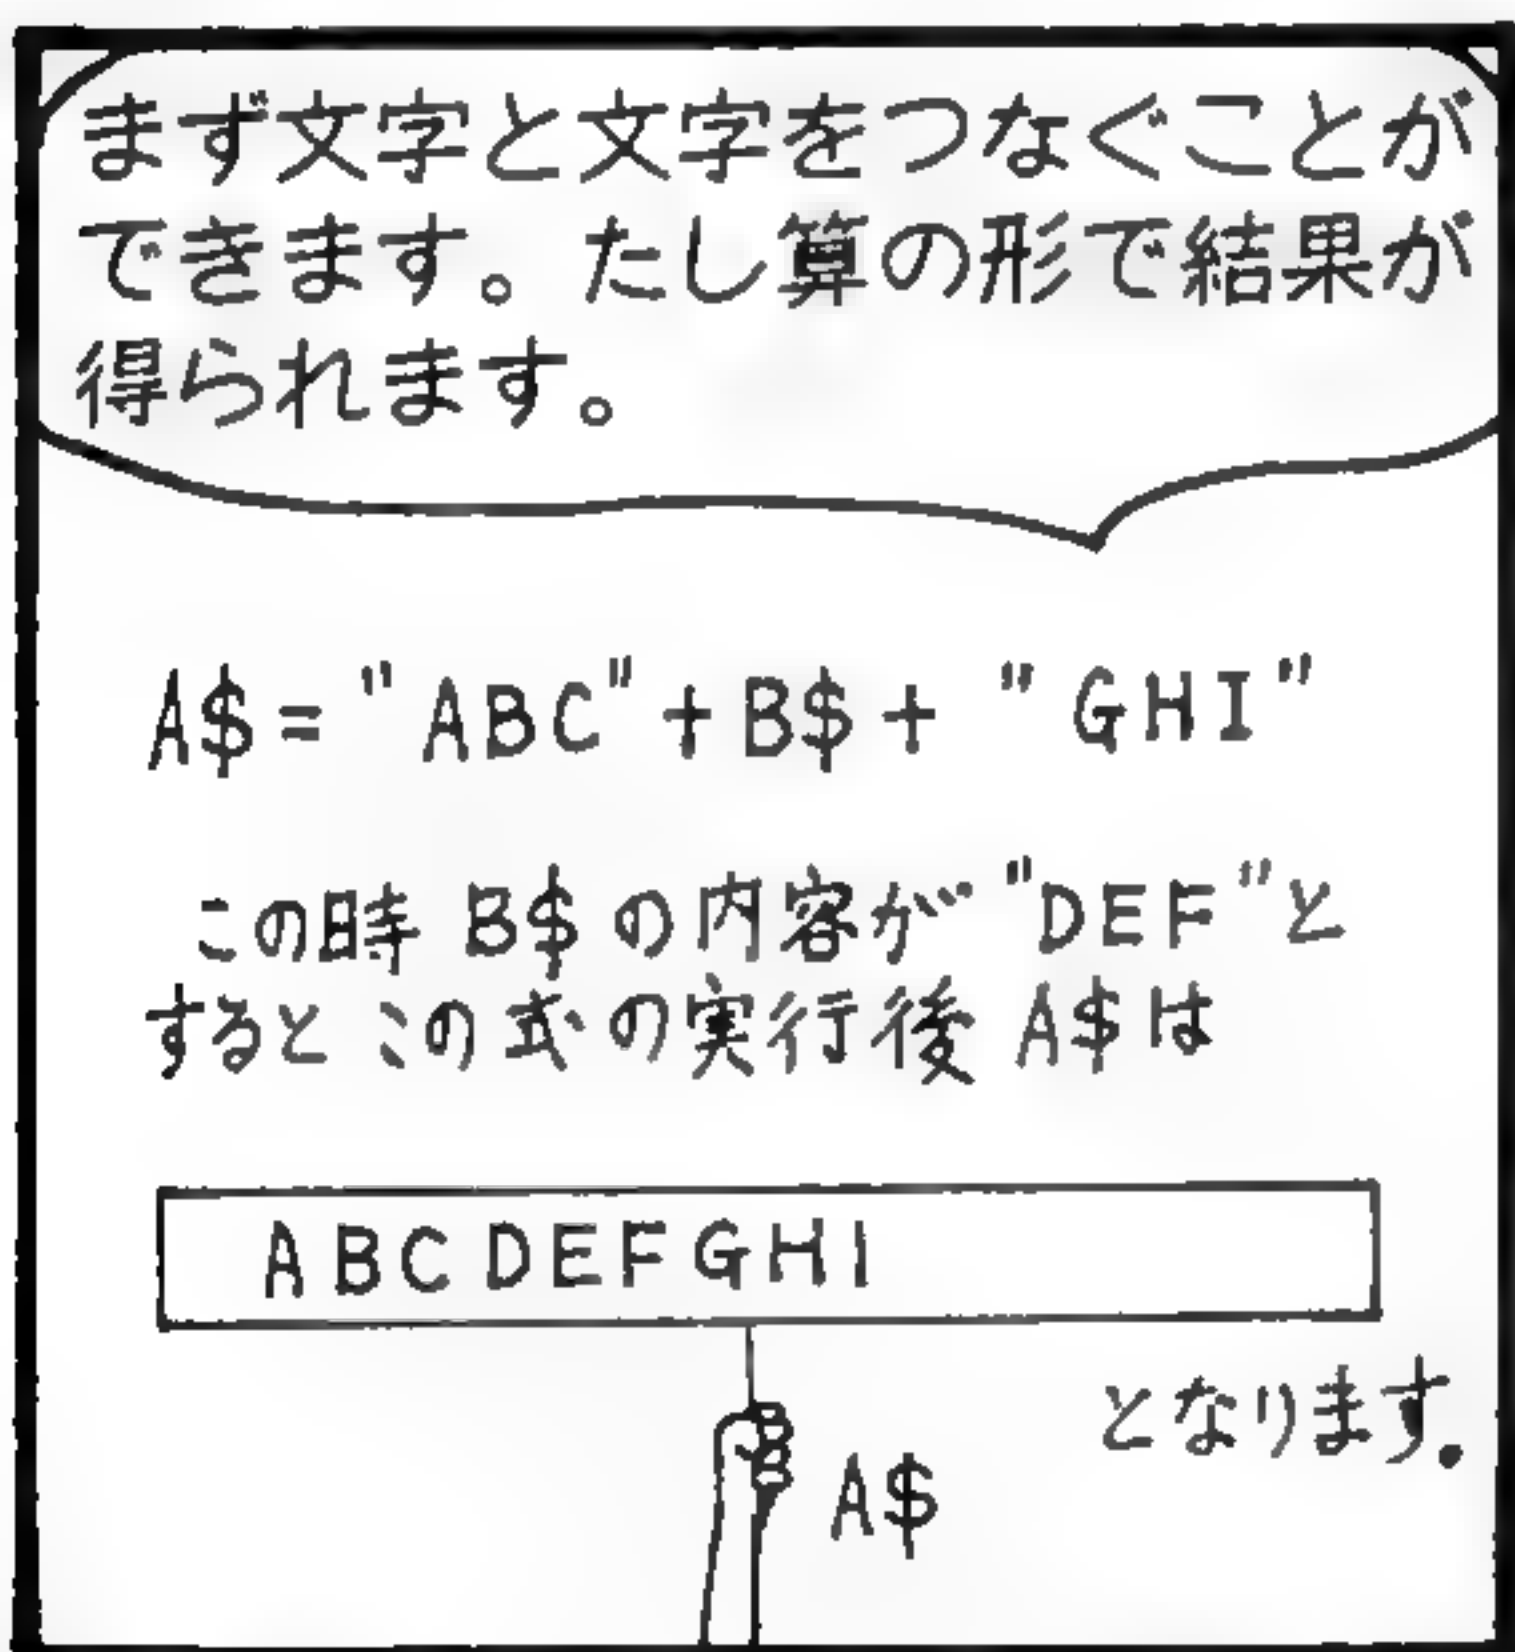 まず文字と文字をつなぐことが
できます。たし算の形で結果が
得られます。
A$="ABC"+B$+"GHI"
この時 B$の内容が"DEF"と
するとこの式の実行後 A$は
ABCDEFGHI
となります.
A$